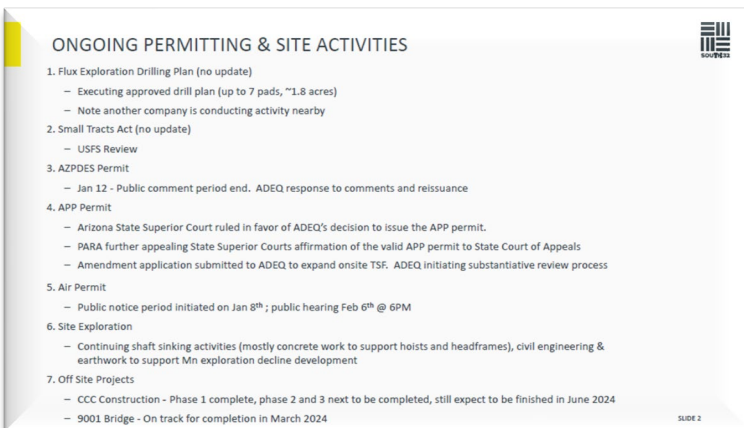 ONGOING PERMITTING & SITE ACTIVITIES
SOUTH32
1. Flux Exploration Drilling Plan (no update)
– Executing approved drill plan (up to 7 pads, ~1.8 acres)
– Note another company is conducting activity nearby
2. Small Tracts Act (no update)
– USFS Review
3. AZPDES Permit
– Jan 12 - Public comment period end. ADEQ response to comments and reissuance
4. APP Permit
– Arizona State Superior Court ruled in favor of ADEQ's decision to issue the APP permit.
– PARA further appealing State Superior Courts affirmation of the valid APP permit to State Court of Appeals
– Amendment application submitted to ADEQ to expand onsite TSF. ADEQ initiating substantive review process
5. Air Permit
– Public notice period initiated on Jan 8th ; public hearing Feb 6th @ 6PM
6. Site Exploration
– Continuing shaft sinking activities (mostly concrete work to support hoists and headframes), civil engineering &
earthwork to support Mn exploration decline development
7. Off Site Projects
– CCC Construction - Phase 1 complete, phase 2 and 3 next to be completed, still expect to be finished in June 2024
– 9001 Bridge - On track for completion in March 2024
SLIDE 2